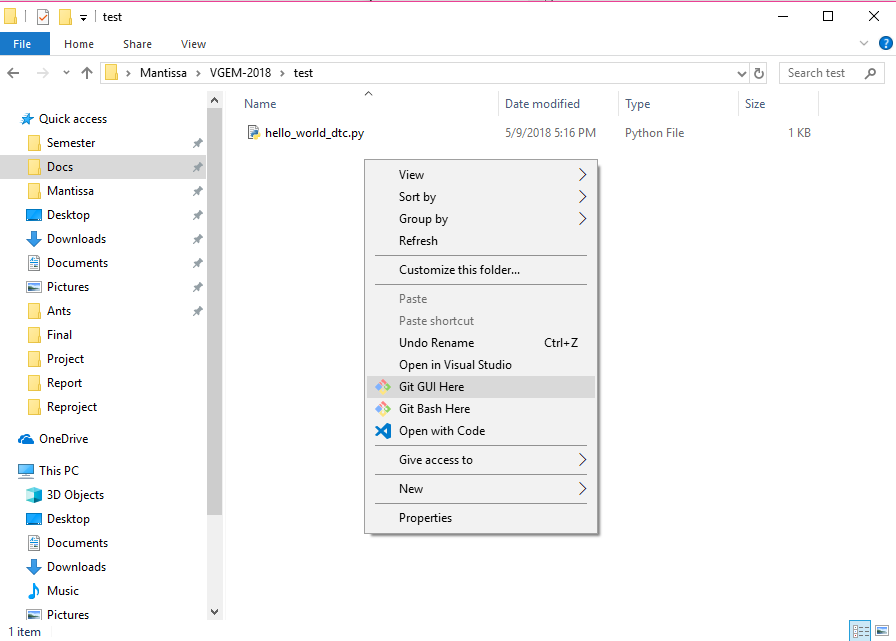 test
File Home Share View
Mantissa VGEM-2018 test
Search test
Name Date modified Type Size
hello_world_dtc.py 5/9/2018 5:16 PM Python File 1 KB
Quick access
Semester
Docs
Mantissa
Desktop
Downloads
Documents
Pictures
Ants
Final
Project
Report
Reproject
OneDrive
This PC
3D Objects
Desktop
Documents
Downloads
Music
Pictures
View
Sort by
Group by
Refresh
Customize this folder...
Paste
Paste shortcut
Undo Rename Ctrl+Z
Open in Visual Studio
Git GUI Here
Git Bash Here
Open with Code
Give access to
New
Properties
1 item